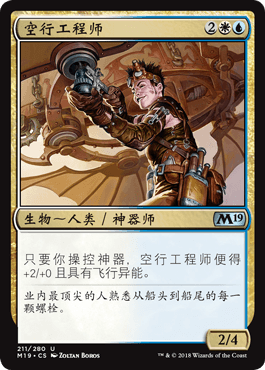 空行工程师 2
生物～人类／神器师 M19
只要你操控神器，空行工程师便得
+2/+0 且具有飞行异能。
业内最顶尖的人熟悉从船头到船尾的每一
颗螺栓。
2/4
211/280 U
M19 • CS ZOLTAN BOROS
™ & © 2018 Wizards of the Coast